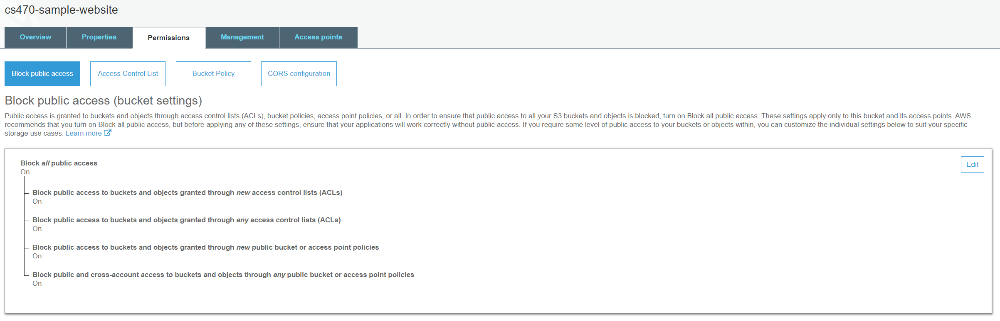 cs470-sample-website
Overview
Properties
Permissions
Management
Access points
Block public access
Access Control List
Bucket Policy
CORS configuration
Block public access (bucket settings)
Public access is granted to buckets and objects through access control lists (ACLs), bucket policies, access point policies, or all. In order to ensure that public access to all your S3 buckets and objects is blocked, turn on Block all public access. These settings apply only to this bucket and its access points. AWS
recommends that you turn on Block all public access, but before applying any of these settings, ensure that your applications will work correctly without public access. If you require some level of public access to your buckets or objects within, you can customize the individual settings below to suit your specific
storage use cases. Learn more
Block all public access
Edit
On
Block public access to buckets and objects granted through new access control lists (ACLs)
On
Block public access to buckets and objects granted through any access control lists (ACLs)
On
Block public access to buckets and objects granted through new public bucket or access point policies
On
Block public and cross-account access to buckets and objects through any public bucket or access point policies
On